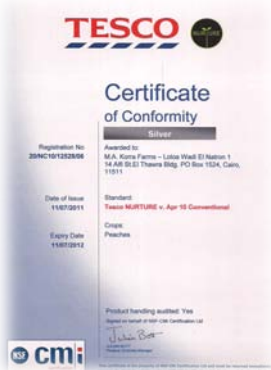 TESCO
NURTURE
Certificate
of Conformity
Silver
Registration No
20/NC10/12528/06
Awarded to:
M.A. Korra Farms – Lotos Wadi El Natron 1
14 Alfi St.El Thawra Bldg. PO Box 1524, Cairo,
11511
Date of Issue
11/07/2011
Standard:
Tesco NURTURE v. Apr 10 Conventional
Expiry Date
11/07/2012
Crops:
Peaches
Product handling audited: Yes
Signed on behalf of NSF-CMi Certification Ltd
NSF
cmi